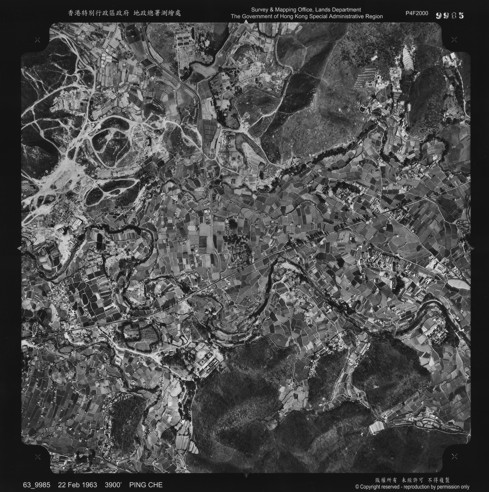 香港特別行政區政府 地政總署測繪處
Survey & Mapping Office, Lands Department
The Government of Hong Kong Special Administrative Region
P4F2000
9985
63_9985 22 Feb 1963 3900' PING CHE
版權所有 未經許可 不得複製
© Copyright reserved - reproduction by permission only